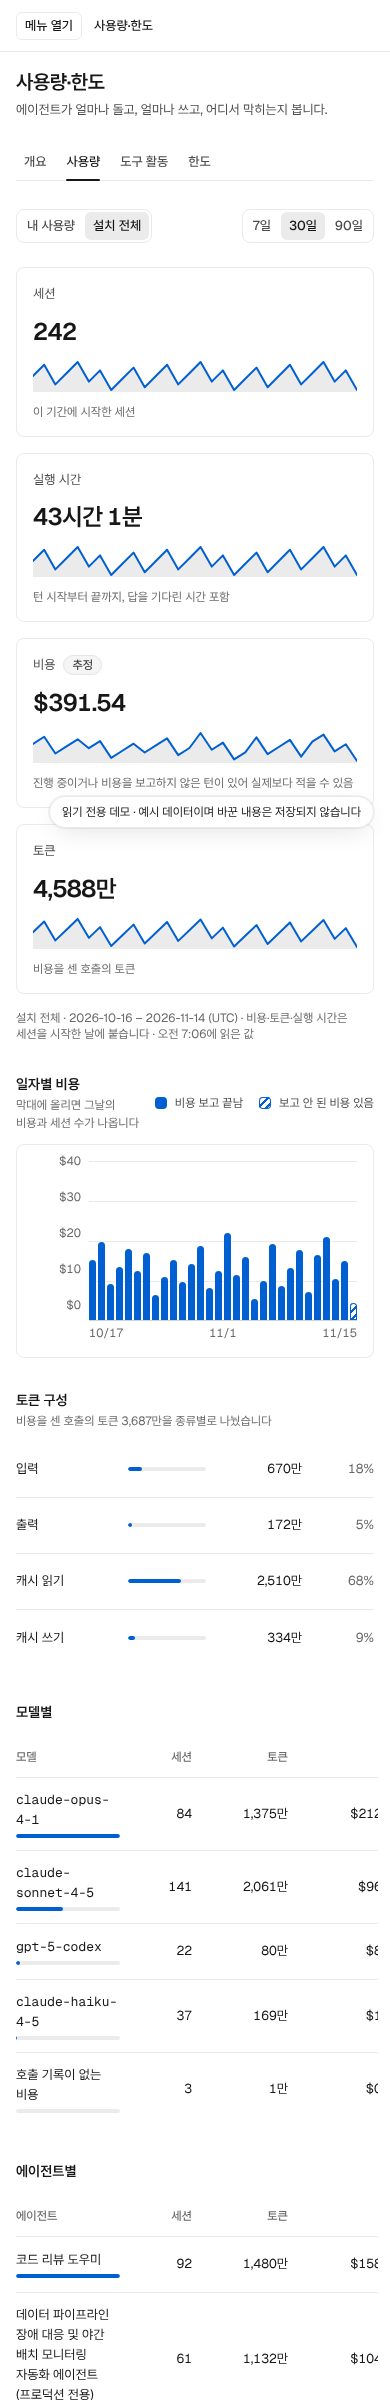 메뉴 열기 사용량·한도
사용량·한도
에이전트가 얼마나 돌고, 얼마나 쓰고, 어디서 막히는지 봅니다.
개요 사용량 도구 활동 한도
내 사용량 설치 전체 7일 30일 90일
세션
242
이 기간에 시작한 세션
실행 시간
43시간 1분
턴 시작부터 끝까지, 답을 기다린 시간 포함
비용 추정
$391.54
진행 중이거나 비용을 보고하지 않은 턴이 있어 실제보다 적을 수 있음
읽기 전용 데모 · 예시 데이터이며 바꾼 내용은 저장되지 않습니다
토큰
4,588만
비용을 센 호출의 토큰
설치 전체 · 2026-10-16 – 2026-11-14 (UTC) · 비용·토큰·실행 시간은
세션을 시작한 날에 붙습니다 · 오전 7:06에 읽은 값
일자별 비용
막대에 올리면 그날의
비용과 세션 수가 나옵니다
비용 보고 끝남 보고 안 된 비용 있음
$40
$30
$20
$10
$0
10/17 11/1 11/15
토큰 구성
비용을 센 호출의 토큰 3,687만을 종류별로 나눴습니다
입력 670만 18%
출력 172만 5%
캐시 읽기 2,510만 68%
캐시 쓰기 334만 9%
모델별
모델 세션 토큰
claude-opus-
4-1 84 1,375만 $212
claude-
sonnet-4-5 141 2,061만 $96
gpt-5-codex 22 80만 $8
claude-haiku-
4-5 37 169만 $1
호출 기록이 없는
비용 3 1만 $0
에이전트별
에이전트 세션 토큰
코드 리뷰 도우미 92 1,480만 $158
데이터 파이프라인
장애 대응 및 야간
배치 모니터링 61 1,132만 $104
자동화 에이전트
(프로덕션 전용)